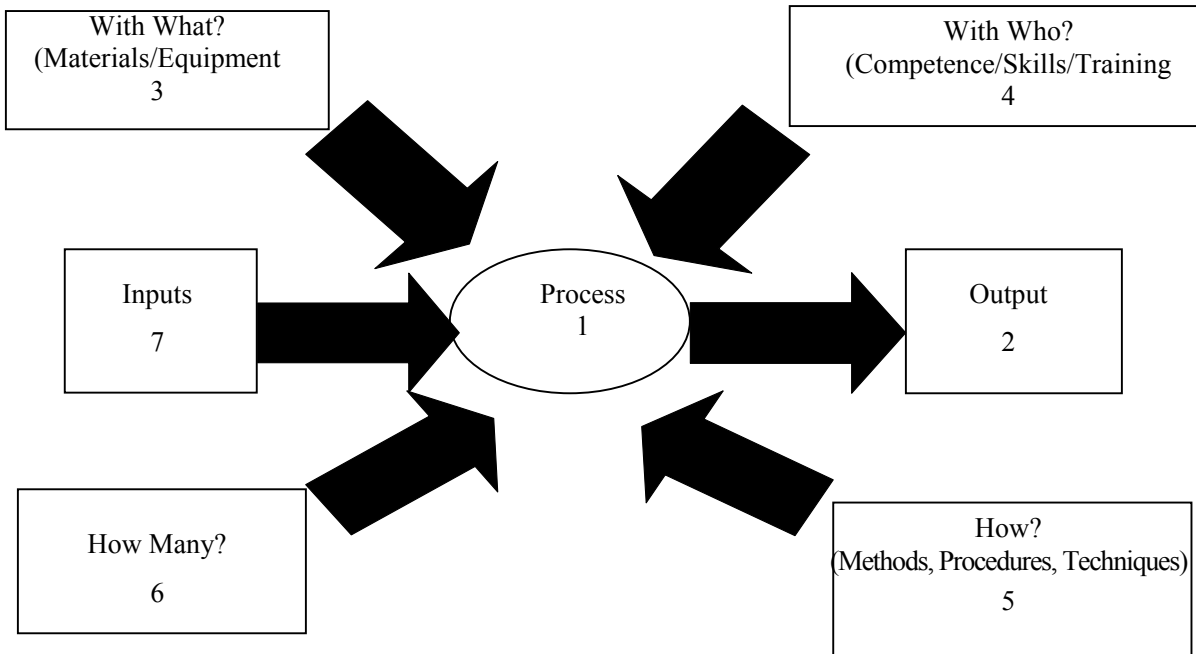 With What?
(Materials/Equipment
3
With Who?
(Competence/Skills/Training
4
Inputs
7
Process
1
Output
2
How Many?
6
How?
(Methods, Procedures, Techniques)
5